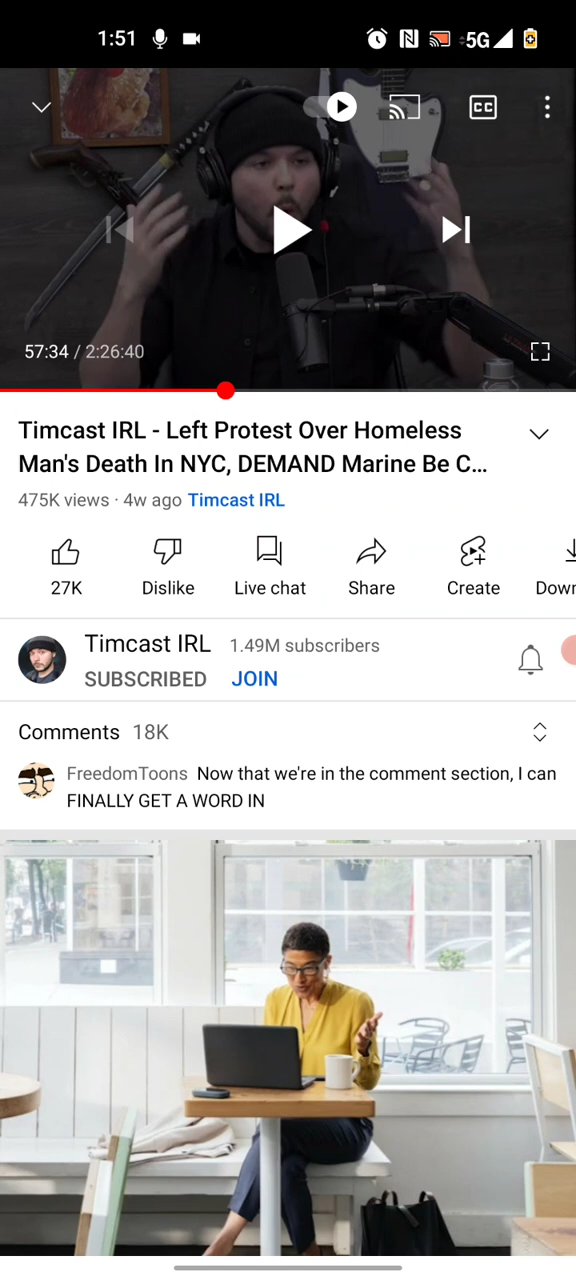 1:51
5G
CC
57:34 / 2:26:40
Timcast IRL - Left Protest Over Homeless
Man's Death In NYC, DEMAND Marine Be C...
475K views · 4w ago Timcast IRL
27K Dislike Live chat Share Create Down
Timcast IRL 1.49M subscribers
SUBSCRIBED JOIN
Comments 18K
FreedomToons Now that we're in the comment section, I can
FINALLY GET A WORD IN